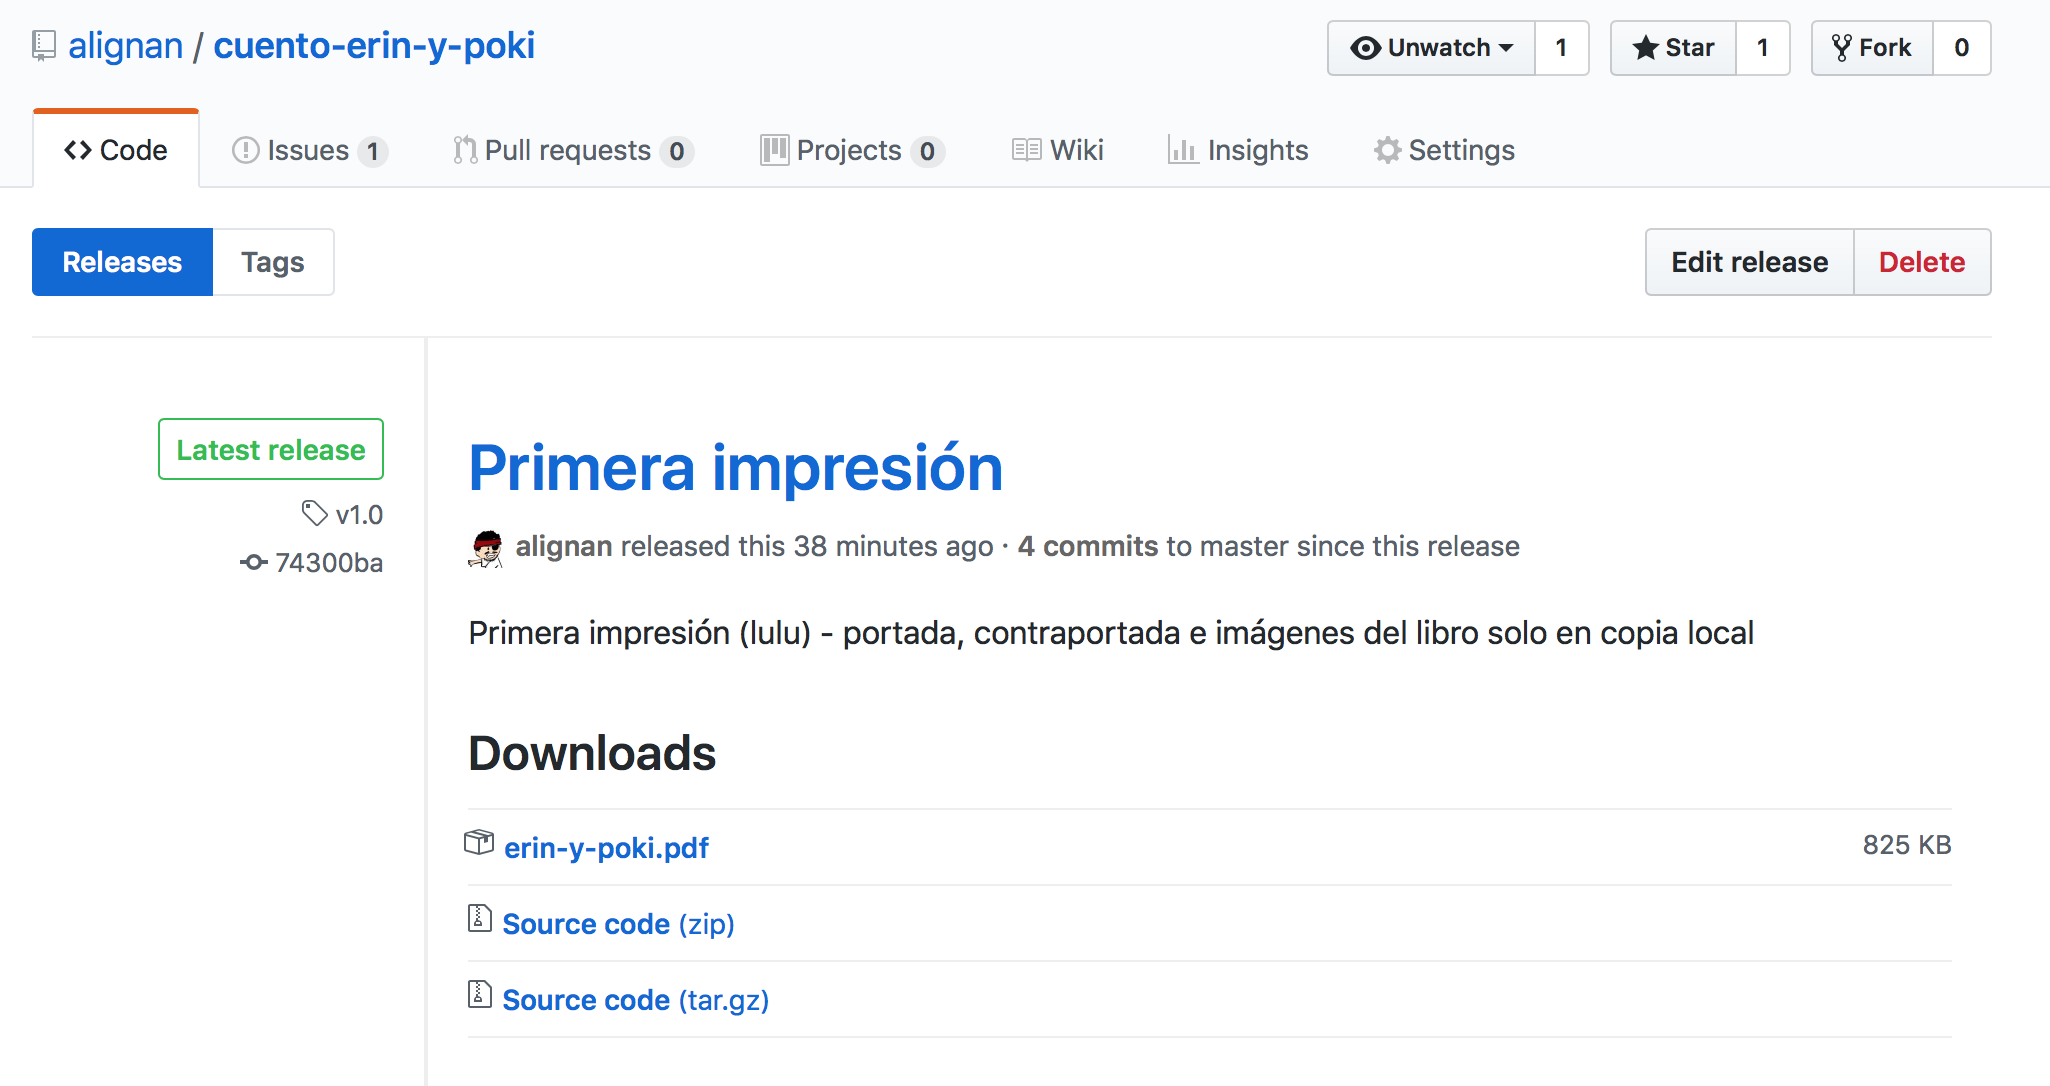 alignan / cuento-erin-y-poki
Unwatch 1 Star 1 Fork 0
Code Issues 1 Pull requests 0 Projects 0 Wiki Insights Settings
Releases Tags Edit release Delete
Latest release
v1.0
74300ba
Primera impresión
alignan released this 38 minutes ago · 4 commits to master since this release
Primera impresión (lulu) - portada, contraportada e imágenes del libro solo en copia local
Downloads
erin-y-poki.pdf 825 KB
Source code (zip)
Source code (tar.gz)